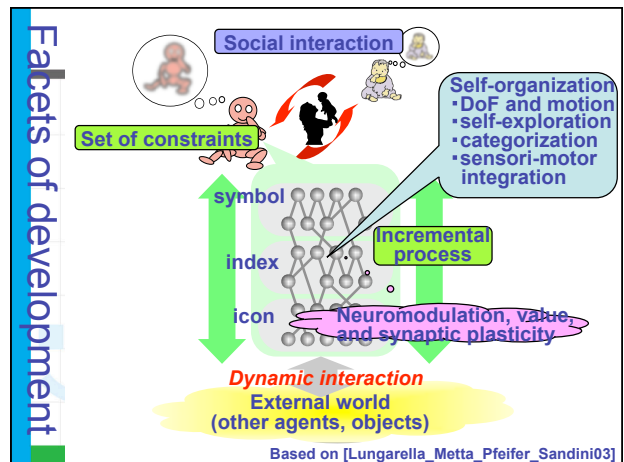 Facets of development
Social interaction
Set of constraints
Self-organization
・DoF and motion
・self-exploration
・categorization
・sensori-motor
integration
symbol
index
icon
Incremental
process
Neuromodulation, value,
and synaptic plasticity
Dynamic interaction
External world
(other agents, objects)
Based on [Lungarella_Metta_Pfeifer_Sandini03]